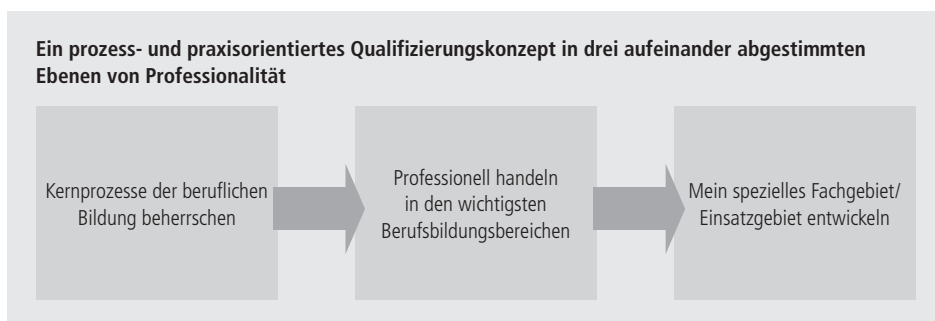 Ein prozess- und praxisorientiertes Qualifizierungskonzept in drei aufeinander abgestimmten
Ebenen von Professionalität
Kernprozesse der beruflichen
Bildung beherrschen
Professionell handeln
in den wichtigsten
Berufsbildungsbereichen
Mein spezielles Fachgebiet/
Einsatzgebiet entwickeln